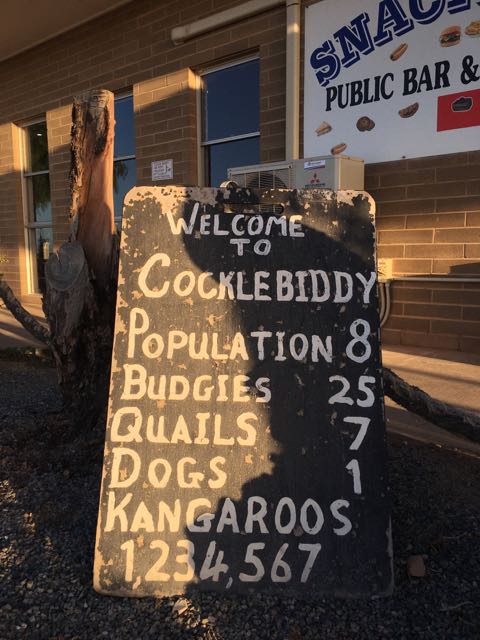 SNAC
PUBLIC BAR &
WELCOME
TO
COCKLEBIDDY
POPULATION 8
BUDGIES 25
QUAILS 7
DOGS 1
KANGAROOS
1,234,567